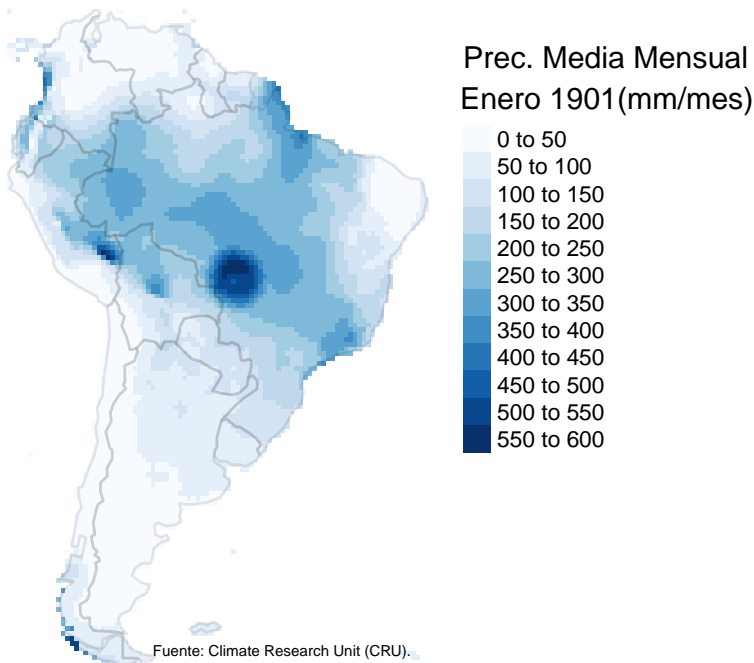 Prec. Media Mensual
Enero 1901(mm/mes)
0 to 50
50 to 100
100 to 150
150 to 200
200 to 250
250 to 300
300 to 350
350 to 400
400 to 450
450 to 500
500 to 550
550 to 600
Fuente: Climate Research Unit (CRU).